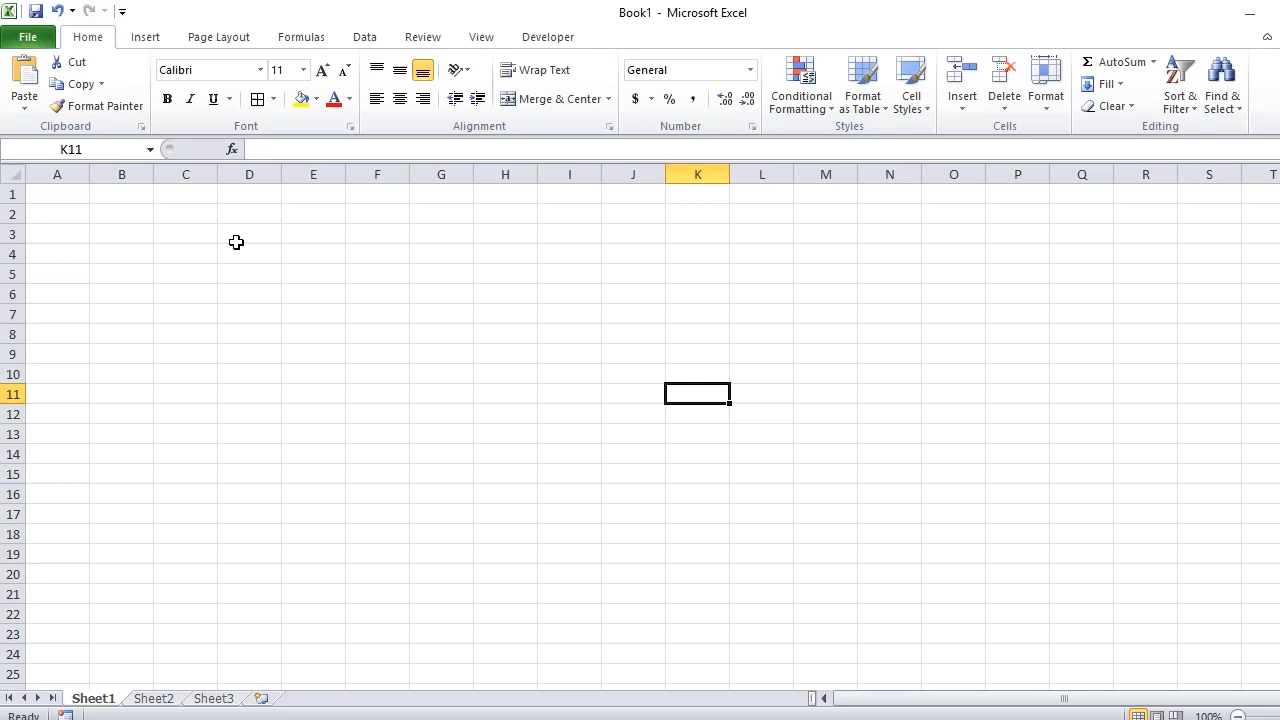 Book1 - Microsoft Excel
File Home Insert Page Layout Formulas Data Review View Developer
Paste
Cut
Copy
Format Painter
Clipboard
Calibri 11
B I U A
Font
Wrap Text
Merge & Center
Alignment
General
$ % ,
Number
Conditional Formatting
Format as Table
Cell Styles
Styles
Insert Delete Format
Cells
Σ AutoSum
Fill
Clear
Sort & Filter
Find & Select
Editing
K11 fx
A B C D E F G H I J K L M N O P Q R S T
1
2
3
4
5
6
7
8
9
10
11
12
13
14
15
16
17
18
19
20
21
22
23
24
25
Sheet1 Sheet2 Sheet3
Ready 100%